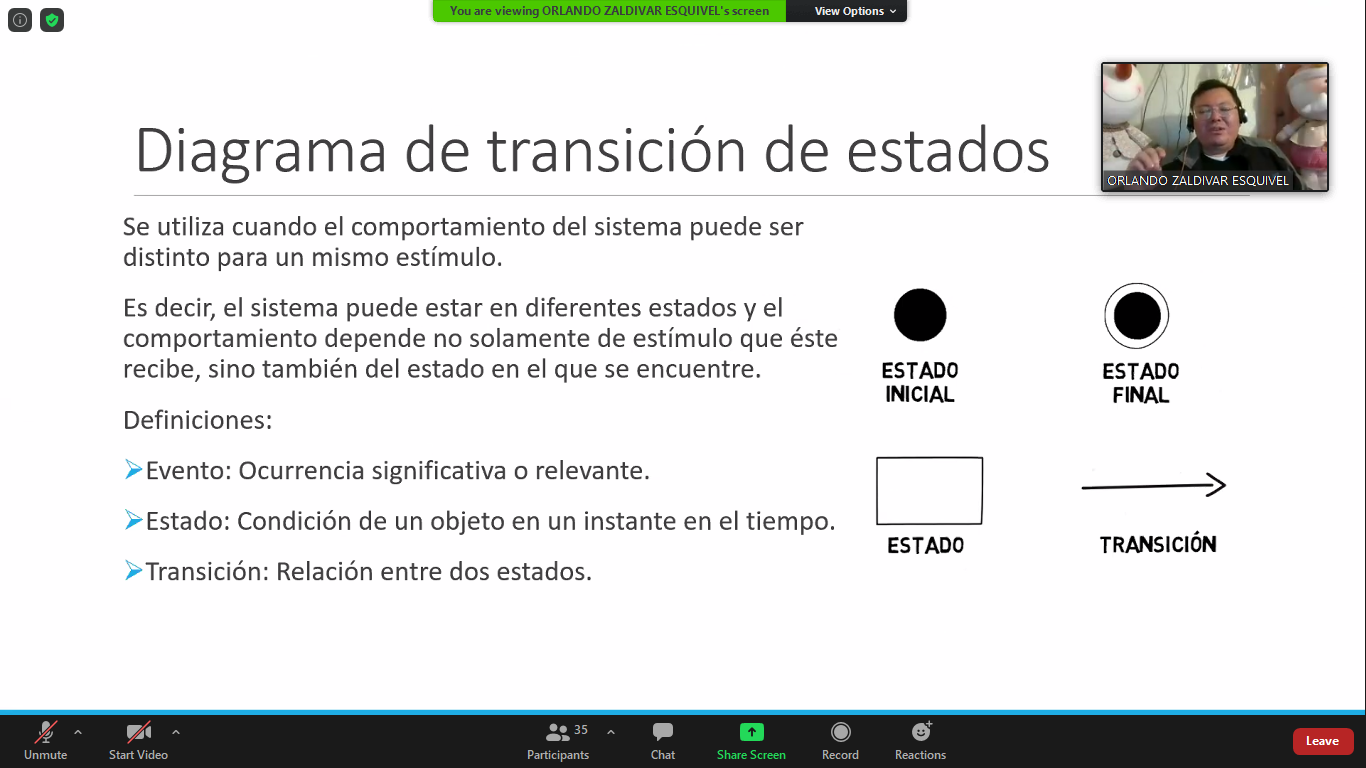 You are viewing ORLANDO ZALDIVAR ESQUIVEL's screen
View Options
ORLANDO ZALDIVAR ESQUIVEL
Diagrama de transición de estados
Se utiliza cuando el comportamiento del sistema puede ser
distinto para un mismo estímulo.
Es decir, el sistema puede estar en diferentes estados y el
comportamiento depende no solamente de estímulo que éste
recibe, sino también del estado en el que se encuentre.
Definiciones:
Evento: Ocurrencia significativa o relevante.
Estado: Condición de un objeto en un instante en el tiempo.
Transición: Relación entre dos estados.
ESTADO
INICIAL
ESTADO
FINAL
ESTADO
TRANSICIÓN
Unmute
Start Video
Participants
35
Chat
Share Screen
Record
Reactions
Leave